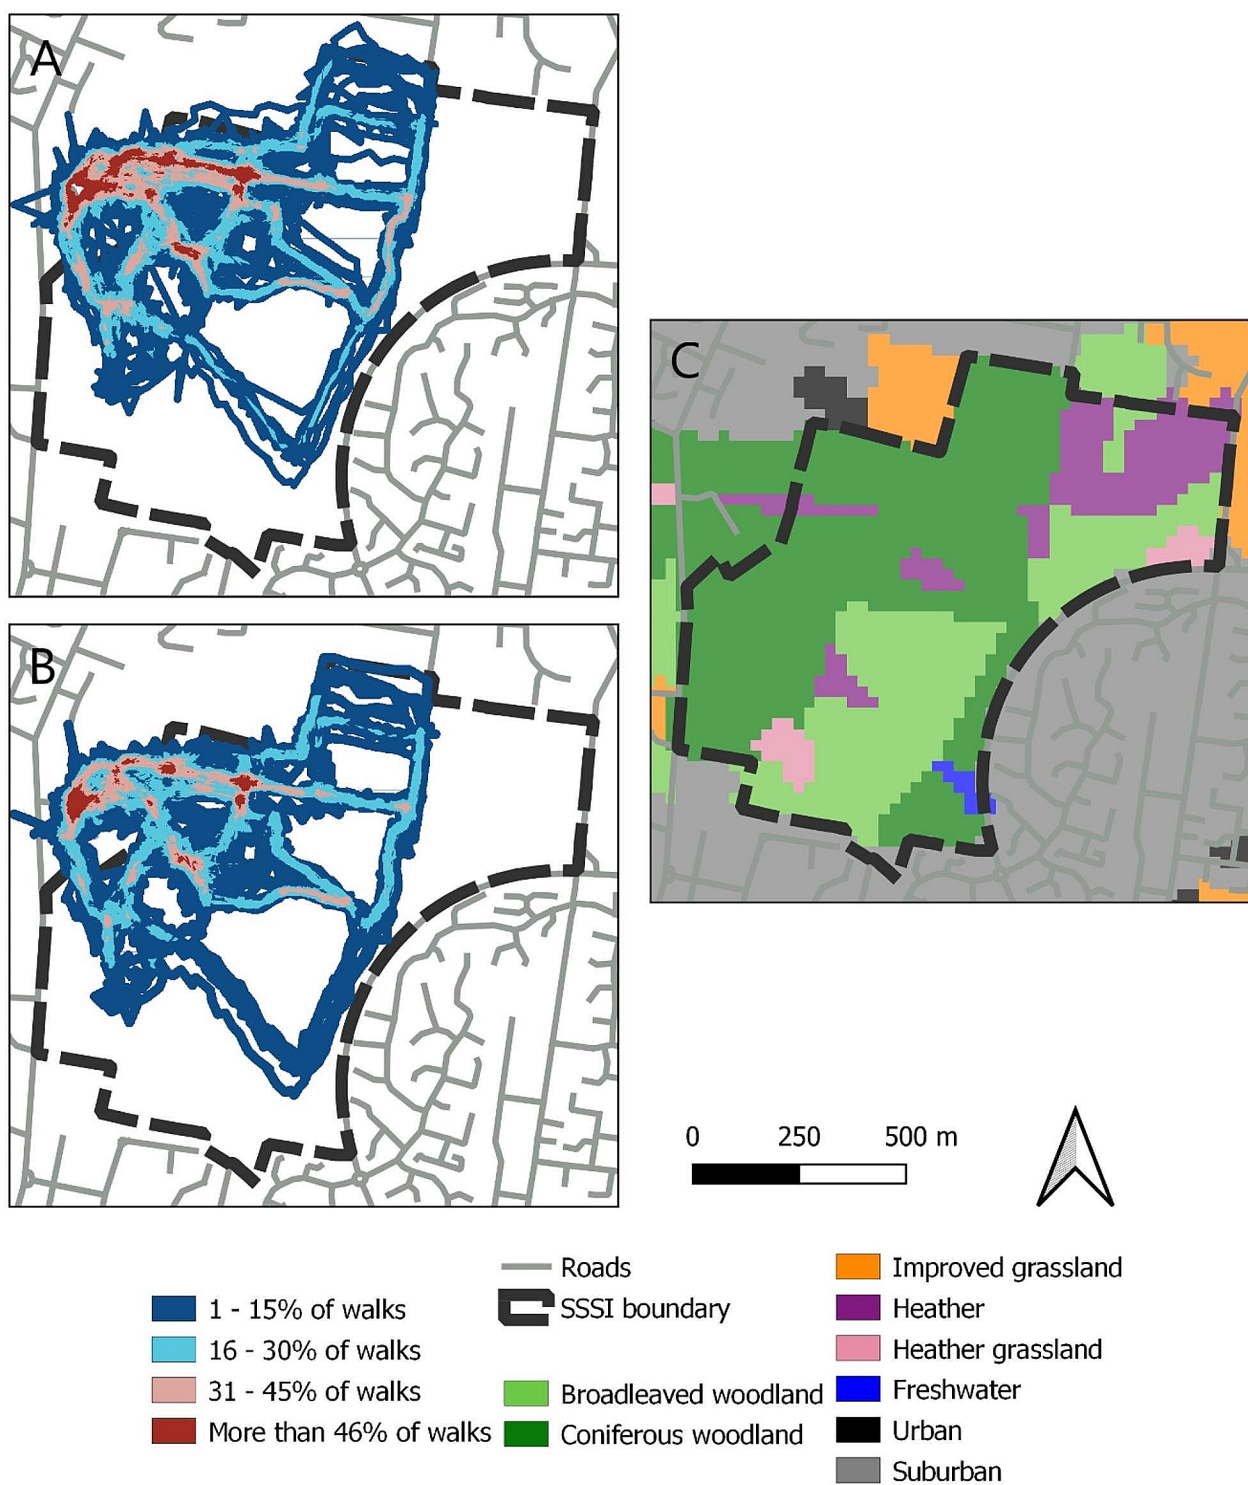 A
B
C
0 250 500 m
1 - 15% of walks
16 - 30% of walks
31 - 45% of walks
More than 46% of walks
Roads
SSSI boundary
Broadleaved woodland
Coniferous woodland
Improved grassland
Heather
Heather grassland
Freshwater
Urban
Suburban